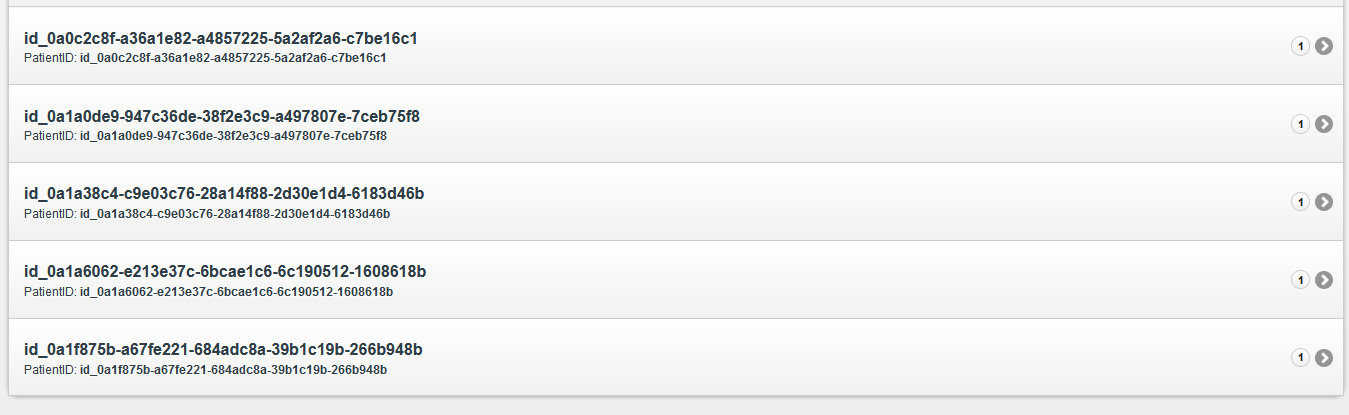 id_0a0c2c8f-a36a1e82-a4857225-5a2af2a6-c7be16c1
PatientID: id_0a0c2c8f-a36a1e82-a4857225-5a2af2a6-c7be16c1
1
id_0a1a0de9-947c36de-38f2e3c9-a497807e-7ceb75f8
PatientID: id_0a1a0de9-947c36de-38f2e3c9-a497807e-7ceb75f8
1
id_0a1a38c4-c9e03c76-28a14f88-2d30e1d4-6183d46b
PatientID: id_0a1a38c4-c9e03c76-28a14f88-2d30e1d4-6183d46b
1
id_0a1a6062-e213e37c-6bcae1c6-6c190512-1608618b
PatientID: id_0a1a6062-e213e37c-6bcae1c6-6c190512-1608618b
1
id_0a1f875b-a67fe221-684adc8a-39b1c19b-266b948b
PatientID: id_0a1f875b-a67fe221-684adc8a-39b1c19b-266b948b
1